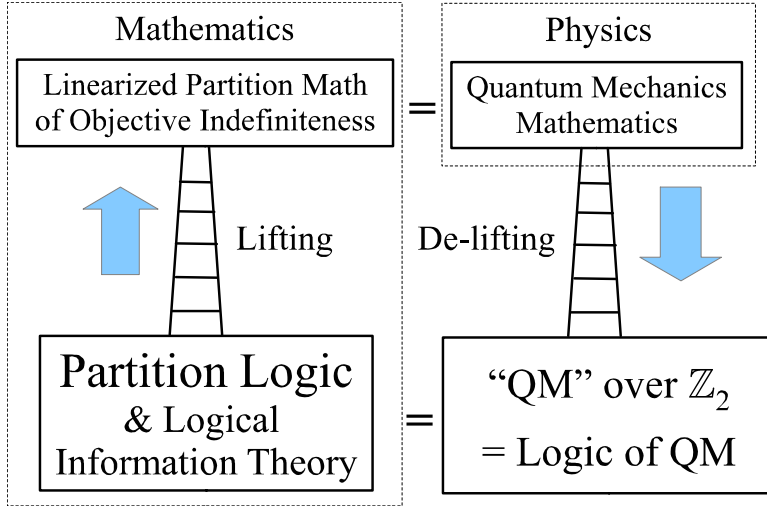 Mathematics
Linearized Partition Math
of Objective Indefiniteness
=
Physics
Quantum Mechanics
Mathematics
Lifting
De-lifting
Partition Logic
& Logical
Information Theory
=
“QM” over ℤ₂
= Logic of QM